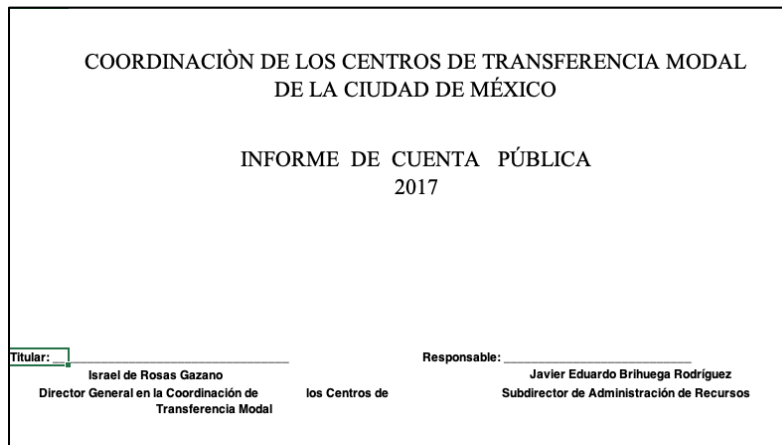 COORDINACIÒN DE LOS CENTROS DE TRANSFERENCIA MODAL
DE LA CIUDAD DE MÉXICO
INFORME DE CUENTA PÚBLICA
2017
Titular: ___________________________________
Responsable: ____________________________
Israel de Rosas Gazano
Javier Eduardo Brihuega Rodríguez
Director General en la Coordinación de los Centros de
Subdirector de Administración de Recursos
Transferencia Modal